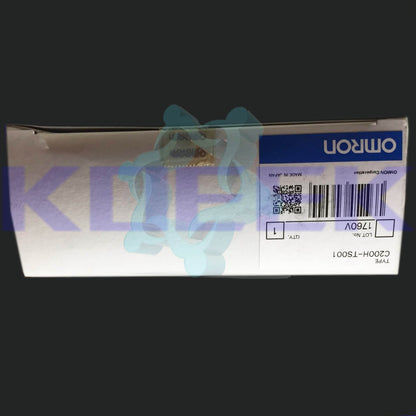 TYPE
C200H-TS001
LOT No. QTY.
1760V 1
MADE IN JAPAN
OMRON Corporation
OMRON